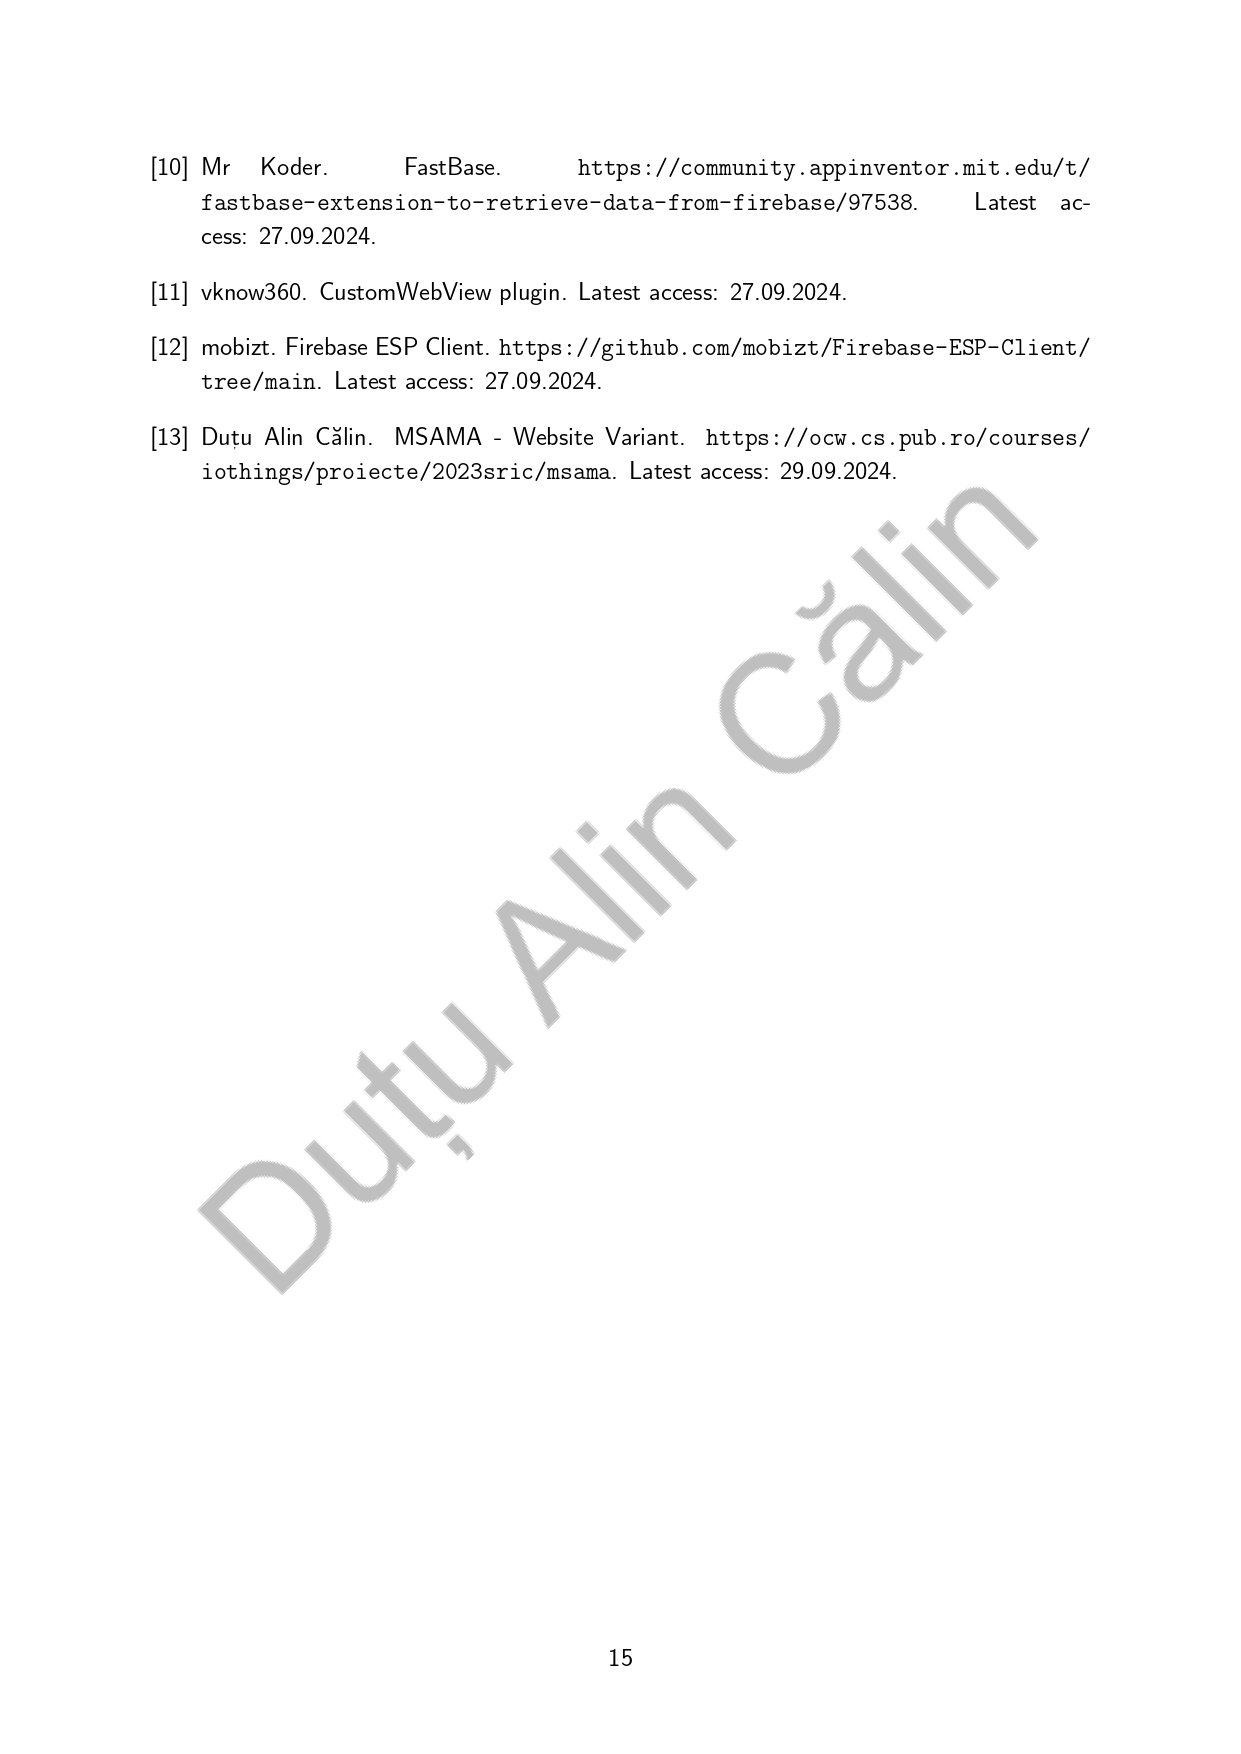 [10] Mr Koder. FastBase. https://community.appinventor.mit.edu/t/
fastbase-extension-to-retrieve-data-from-firebase/97538. Latest ac-
cess: 27.09.2024.
[11] vknow360. CustomWebView plugin. Latest access: 27.09.2024.
[12] mobizt. Firebase ESP Client. https://github.com/mobizt/Firebase-ESP-Client/
tree/main. Latest access: 27.09.2024.
[13] Duțu Alin Călin. MSAMA - Website Variant. https://ocw.cs.pub.ro/courses/
iothings/proiecte/2023sric/msama. Latest access: 29.09.2024.
Duțu Alin Călin
15